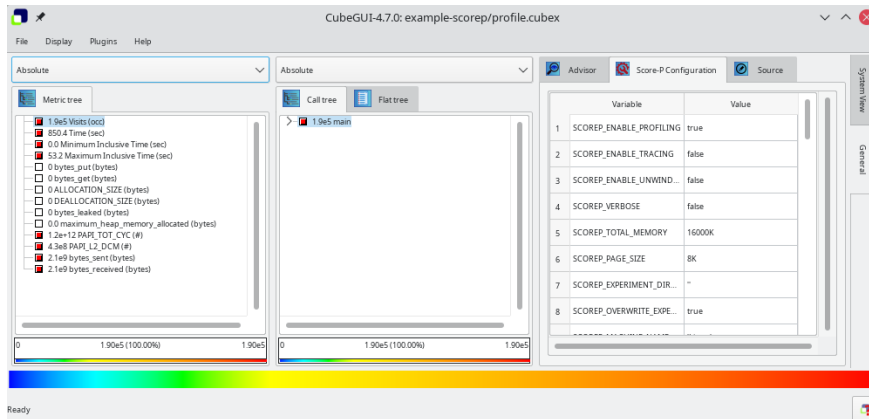 CubeGUI-4.7.0: example-scorep/profile.cubex
File Display Plugins Help
Absolute
Metric tree
1.9e5 Visits (occ)
850.4 Time (sec)
0.0 Minimum Inclusive Time (sec)
53.2 Maximum Inclusive Time (sec)
0 bytes_put (bytes)
0 bytes_get (bytes)
0 ALLOCATION_SIZE (bytes)
0 DEALLOCATION_SIZE (bytes)
0 bytes_leaked (bytes)
0.0 maximum_heap_memory_allocated (bytes)
1.2e+12 PAPI_TOT_CYC (#)
4.3e8 PAPI_L2_DCM (#)
2.1e9 bytes_sent (bytes)
2.1e9 bytes_received (bytes)
0 1.90e5 (100.00%) 1.90e5
Absolute
Call tree Flat tree
1.9e5 main
0 1.90e5 (100.00%) 1.90e5
Advisor Score-P Configuration Source
Variable Value
1 SCOREP_ENABLE_PROFILING true
2 SCOREP_ENABLE_TRACING false
3 SCOREP_ENABLE_UNWIND... false
4 SCOREP_VERBOSE false
5 SCOREP_TOTAL_MEMORY 16000K
6 SCOREP_PAGE_SIZE 8K
7 SCOREP_EXPERIMENT_DIR... "
8 SCOREP_OVERWRITE_EXPE... true
System View
General
Ready